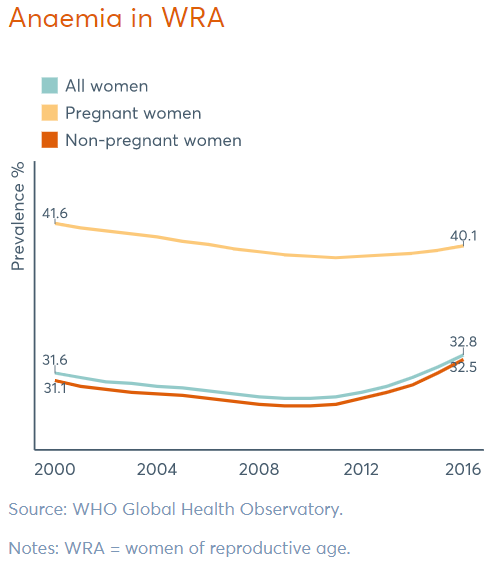 Anaemia in WRA
All women
Pregnant women
Non-pregnant women
Prevalence %
41.6
40.1
31.6
31.1
32.8
32.5
2000 2004 2008 2012 2016
Source: WHO Global Health Observatory.
Notes: WRA = women of reproductive age.